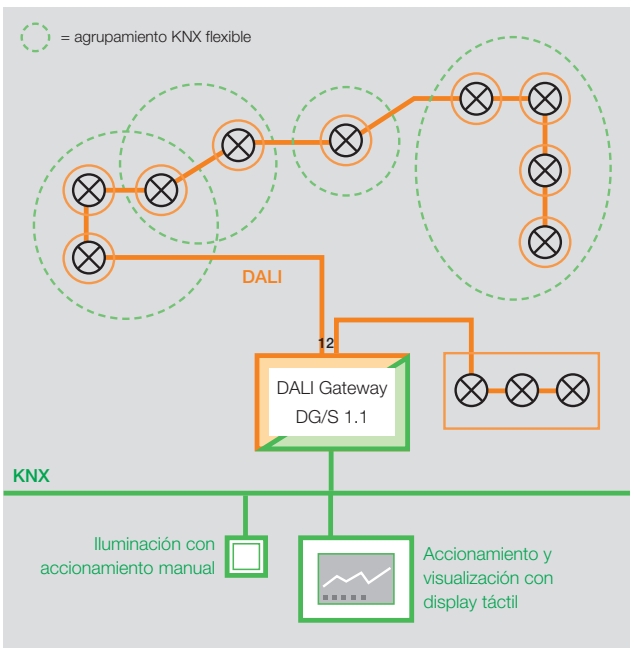 = agrupamiento KNX flexible
DALI
12
DALI Gateway
DG/S 1.1
KNX
Iluminación con
accionamiento manual
Accionamiento y
visualización con
display táctil